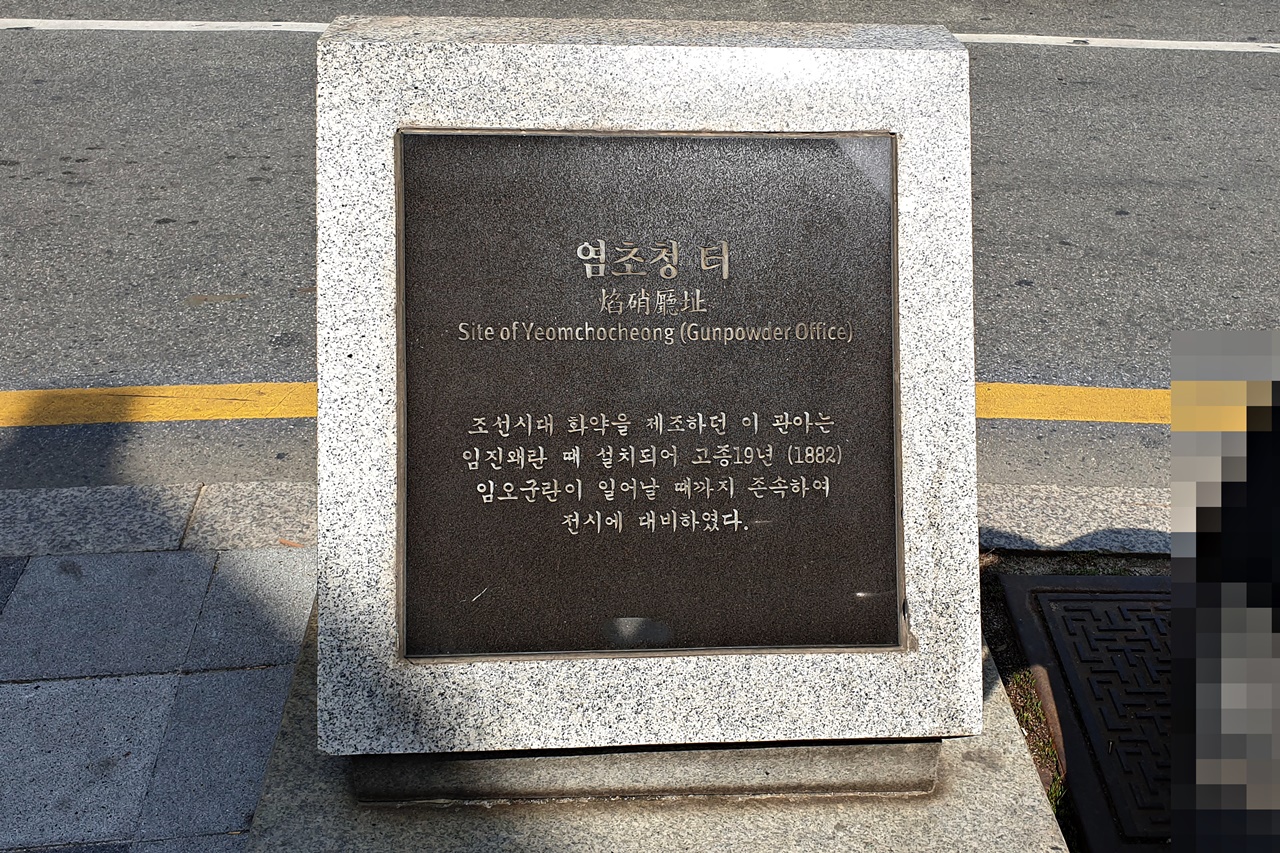 염초청 터
焰硝廳址
Site of Yeomchocheong (Gunpowder Office)
조선시대 화약을 제조하던 이 관아는
임진왜란 때 설치되어 고종19년 (1882)
임오군란이 일어날 때까지 존속하여
전시에 대비하였다.